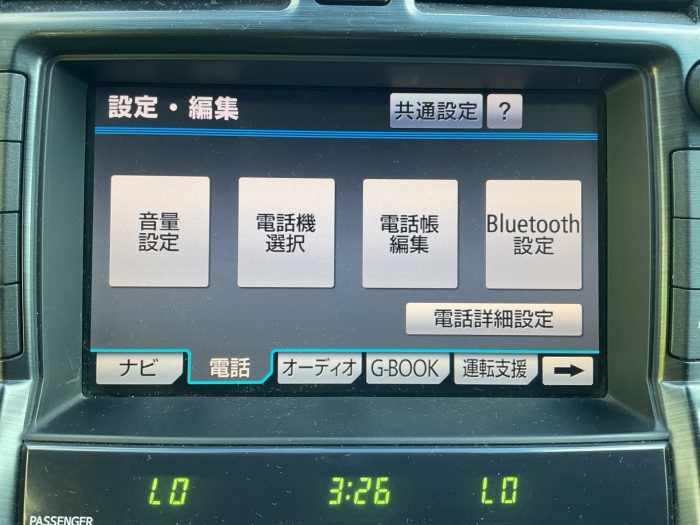 設定・編集
共通設定 ?
音量
設定
電話機
選択
電話帳
編集
Bluetooth
設定
電話詳細設定
ナビ 電話 オーディオ G-BOOK 運転支援
LO 3:26 LO
PASSENGER